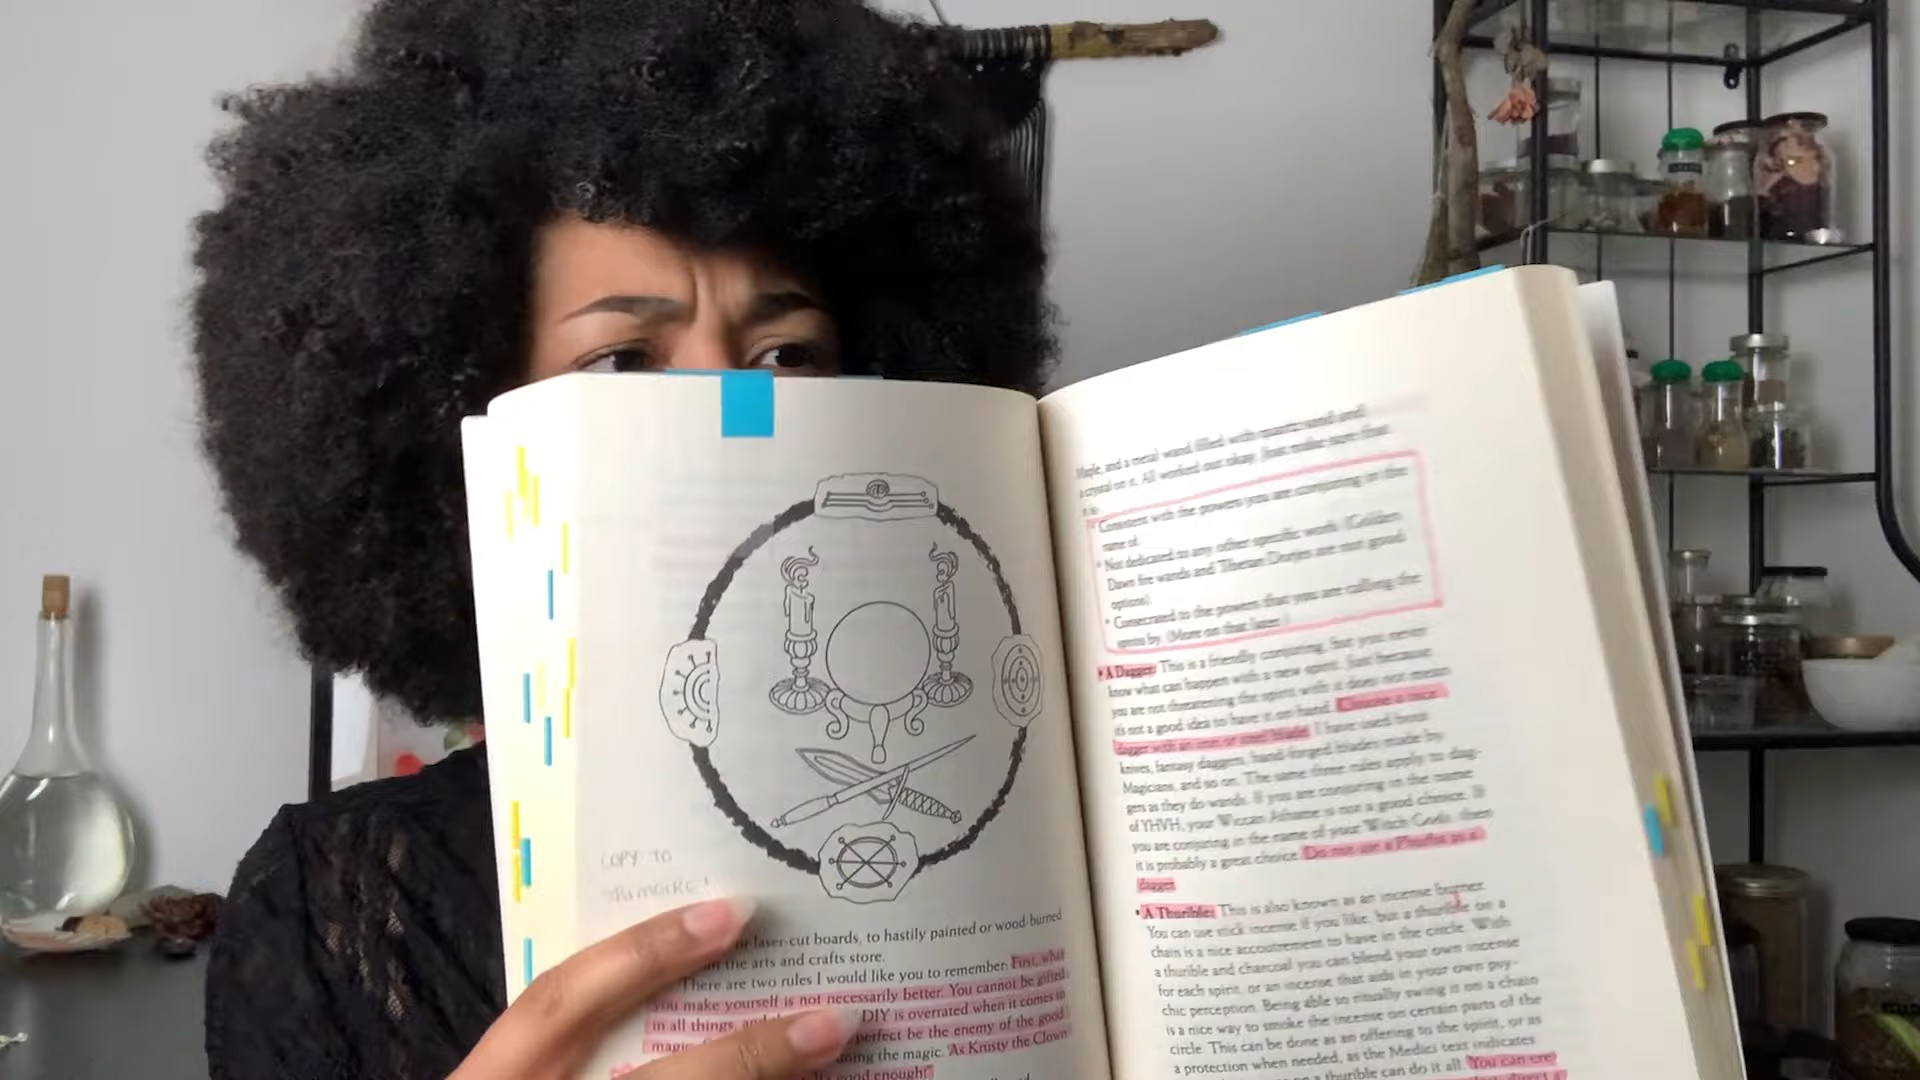 COPY TO
GRIMOIRE!
or laser-cut boards, to hastily painted or wood-burned
the arts and crafts store.
There are two rules I would like you to remember: First, what
you make yourself is not necessarily better. You cannot be gifted
in all things, and DIY is overrated when it comes to
magic. perfect be the enemy of the good
doing the magic. As Krusty the Clown
good enough!"
Maple, and a metal wand filled with and
a crystal on it. All worked out okay. Just make sure that
it is
• Consistent with the powers you are conjuring in the
name of.
• Not dedicated to any other specific work (Golden
Dawn fire wands and Tibetan Dorjes are not good
options).
• Consecrated to the powers that you are calling the
spirits by. (More on that later.)
• A Dagger: This is a friendly conjuring, but you never
know what can happen with a new spirit. Just because
you are not threatening the spirit with it does not mean
it's not a good idea to have it on hand. Choose a nice
dagger with an iron or steel blade. I have used boot
knives, fantasy daggers, hand-forged blades made by
Magicians, and so on. The same three rules apply to dag-
gers as they do wands. If you are conjuring in the name
of YHVH, your Wiccan Athame is not a good choice. If
you are conjuring in the name of your Witch Gods, then
it is probably a great choice. Do not use a Phurba as a
dagger.
• A Thurible: This is also known as an incense burner.
You can use stick incense if you like, but a thurible on a
chain is a nice accoutrement to have in the circle. With
a thurible and charcoal you can blend your own incense
for each spirit, or an incense that aids in your own psy-
chic perception. Being able to ritually swing it on a chain
is a nice way to smoke the incense on certain parts of the
circle. This can be done as an offering to the spirit, or as
a protection when needed, as the Medici text indicates
on a thurible can do it all. You can cre-
direct a